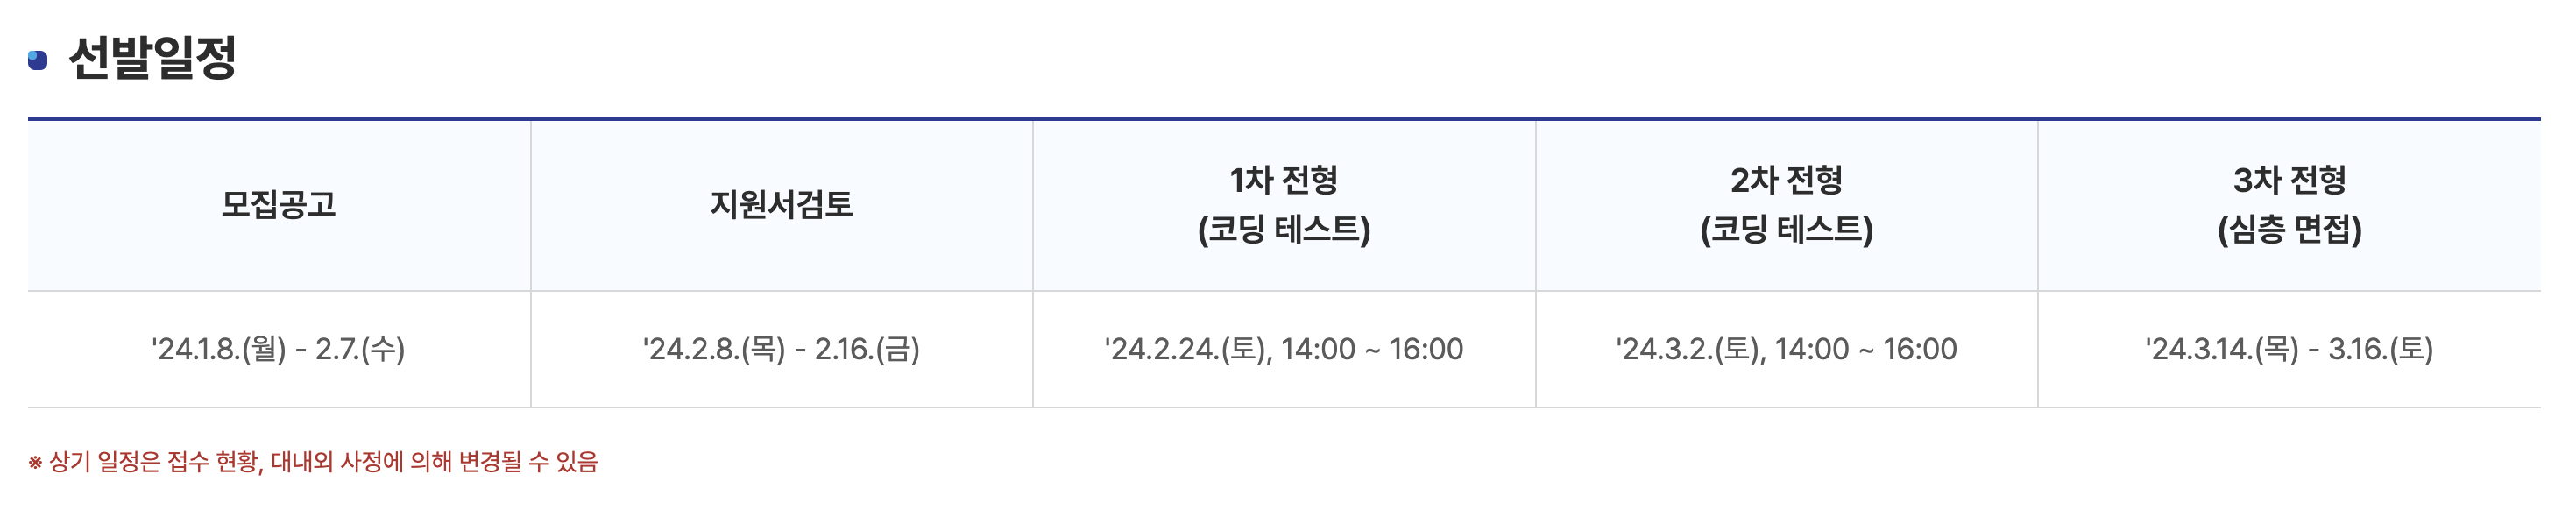 선발일정
모집공고
지원서검토
1차 전형
(코딩 테스트)
2차 전형
(코딩 테스트)
3차 전형
(심층 면접)
'24.1.8.(월) - 2.7.(수)
'24.2.8.(목) - 2.16.(금)
'24.2.24.(토), 14:00 ~ 16:00
'24.3.2.(토), 14:00 ~ 16:00
'24.3.14.(목) - 3.16.(토)
※ 상기 일정은 접수 현황, 대내외 사정에 의해 변경될 수 있음